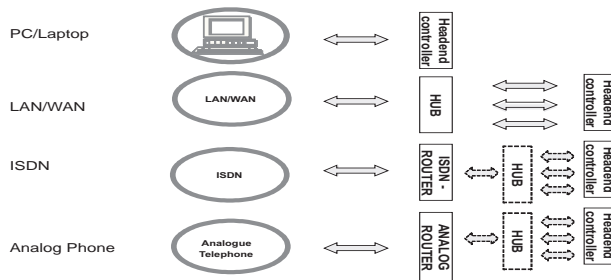 PC/Laptop
Headend
controller
LAN/WAN
LAN/WAN
HUB
Headend
controller
ISDN
ISDN
ISDN -
ROUTER
HUB
Headend
controller
Analog Phone
Analogue
Telephone
ANALOG
ROUTER
HUB
Headend
controller